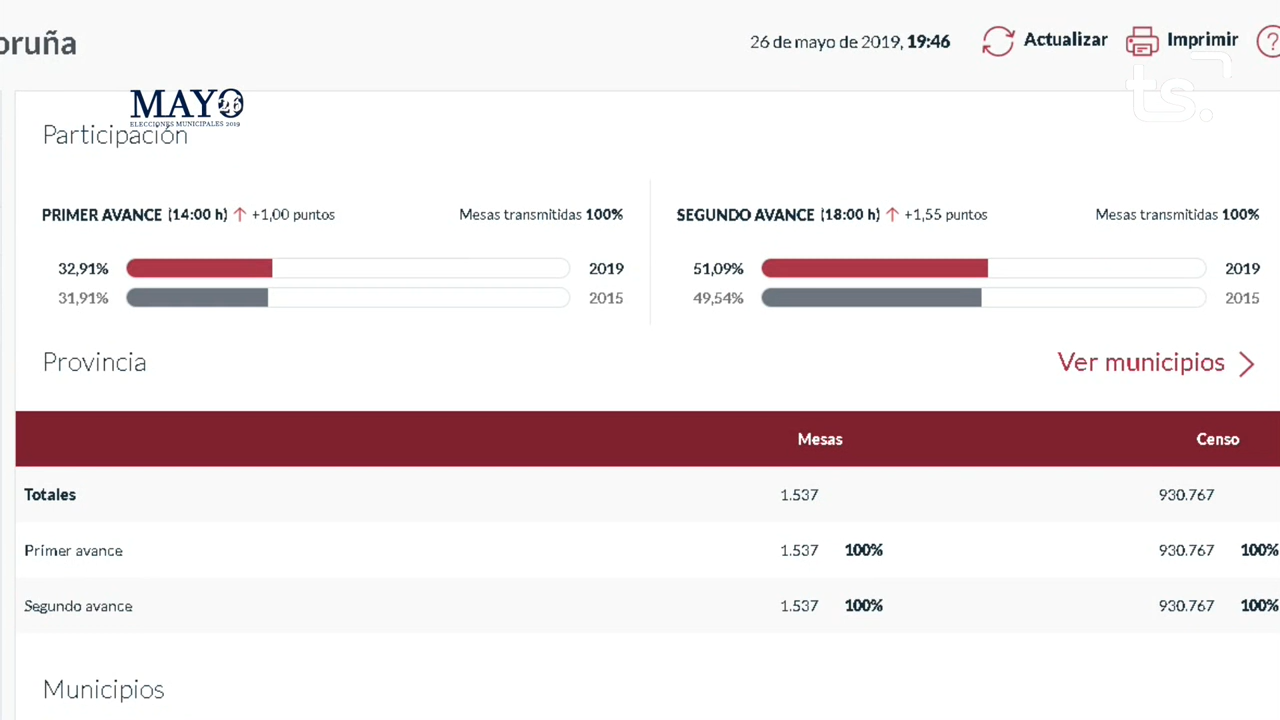 oruña
26 de mayo de 2019, 19:46
Actualizar
Imprimir
?
MAYO
26
ELECCIONES MUNICIPALES 2019
ts.
Participación
PRIMER AVANCE (14:00 h) ↑ +1,00 puntos
Mesas transmitidas 100%
32,91% 2019
31,91% 2015
SEGUNDO AVANCE (18:00 h) ↑ +1,55 puntos
Mesas transmitidas 100%
51,09% 2019
49,54% 2015
Provincia
Ver municipios >
Mesas Censo
Totales 1.537 930.767
Primer avance 1.537 100% 930.767 100%
Segundo avance 1.537 100% 930.767 100%
Municipios